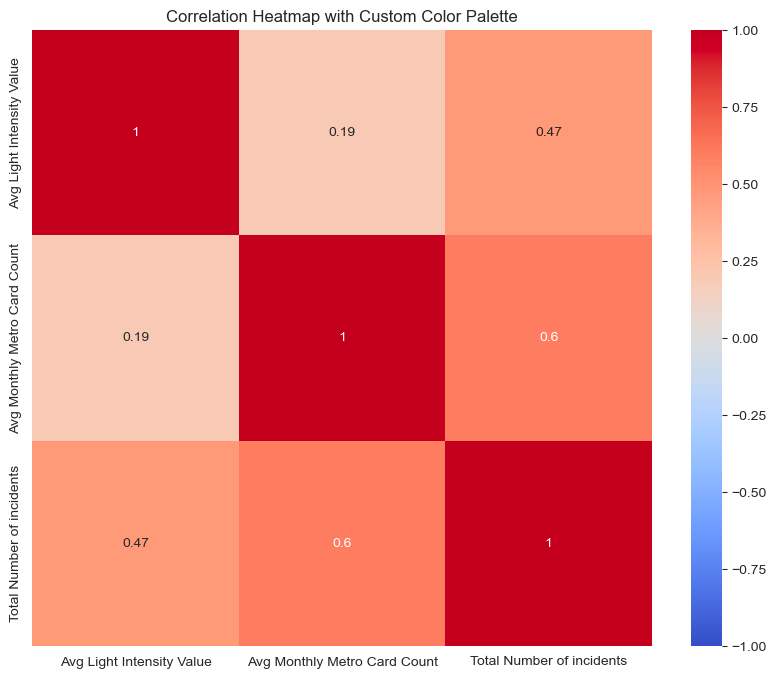 Correlation Heatmap with Custom Color Palette
Avg Light Intensity Value
1
0.19
0.47
Avg Monthly Metro Card Count
0.19
1
0.6
Total Number of incidents
0.47
0.6
1
Avg Light Intensity Value
Avg Monthly Metro Card Count
Total Number of incidents
1.00
0.75
0.50
0.25
0.00
−0.25
−0.50
−0.75
−1.00